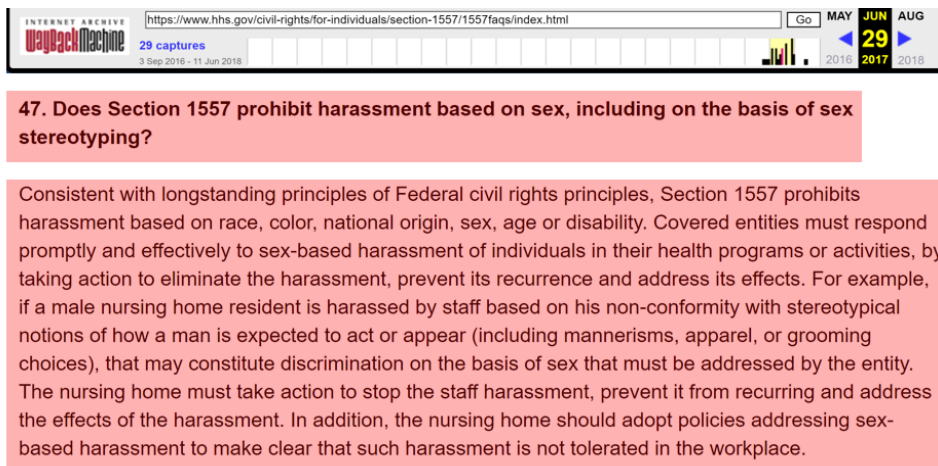 INTERNET ARCHIVE
WayBackMachine
https://www.hhs.gov/civil-rights/for-individuals/section-1557/1557faqs/index.html
Go
MAY JUN AUG
29 captures
29
3 Sep 2016 - 11 Jun 2018
2016 2017 2018
47. Does Section 1557 prohibit harassment based on sex, including on the basis of sex
stereotyping?
Consistent with longstanding principles of Federal civil rights principles, Section 1557 prohibits
harassment based on race, color, national origin, sex, age or disability. Covered entities must respond
promptly and effectively to sex-based harassment of individuals in their health programs or activities, by
taking action to eliminate the harassment, prevent its recurrence and address its effects. For example,
if a male nursing home resident is harassed by staff based on his non-conformity with stereotypical
notions of how a man is expected to act or appear (including mannerisms, apparel, or grooming
choices), that may constitute discrimination on the basis of sex that must be addressed by the entity.
The nursing home must take action to stop the staff harassment, prevent it from recurring and address
the effects of the harassment. In addition, the nursing home should adopt policies addressing sex-
based harassment to make clear that such harassment is not tolerated in the workplace.